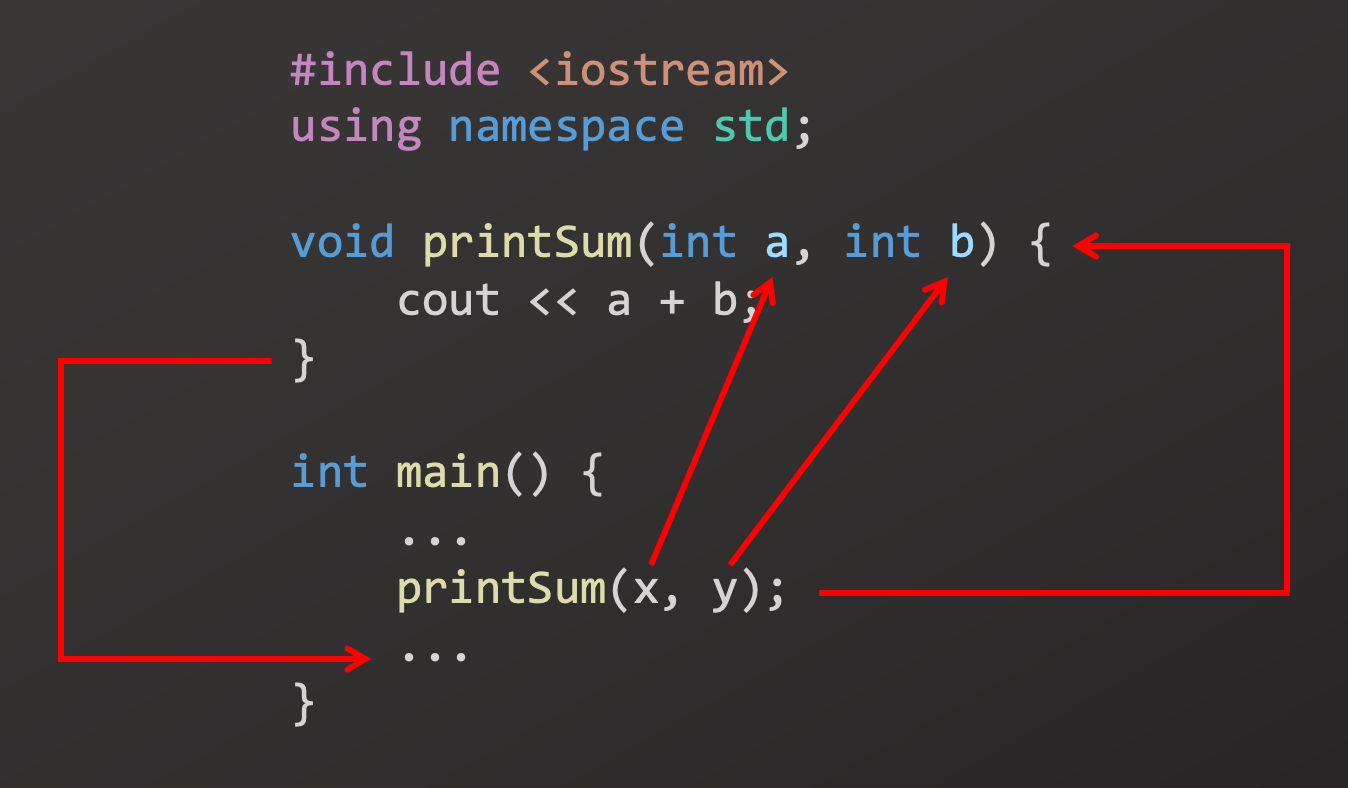 #include <iostream>
using namespace std;
void printSum(int a, int b) {
    cout << a + b;
}
int main() {
    ...
    printSum(x, y);
    ...
}